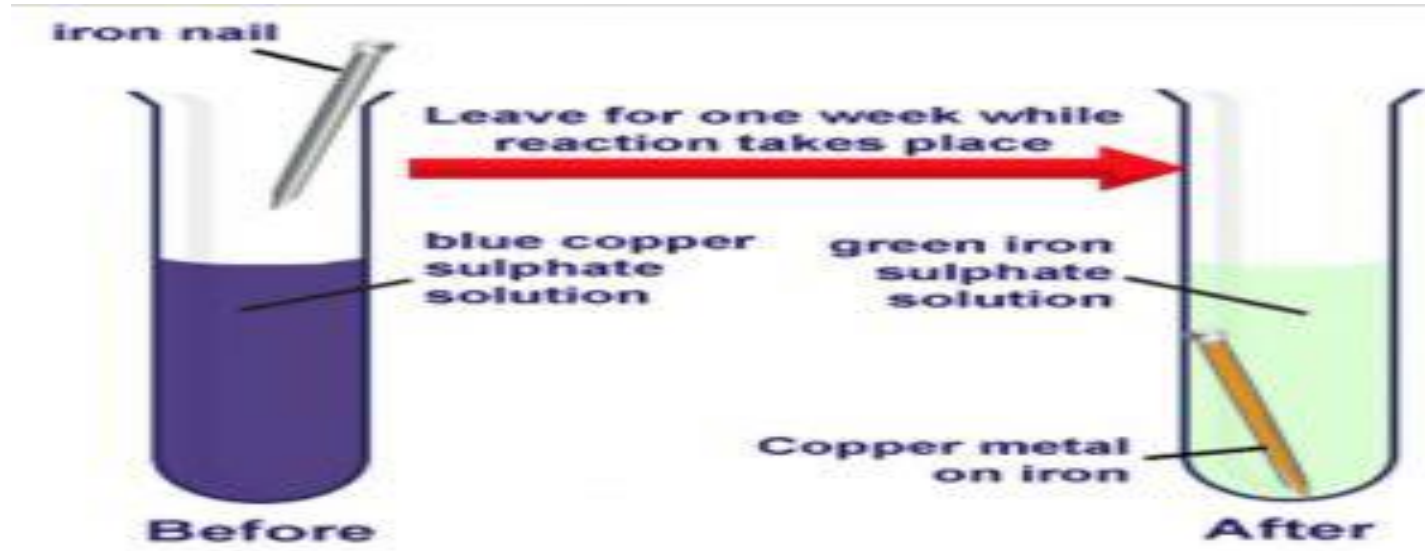 iron nail
Leave for one week while
reaction takes place
blue copper
sulphate
solution
green iron
sulphate
solution
Copper metal
on iron
Before
After